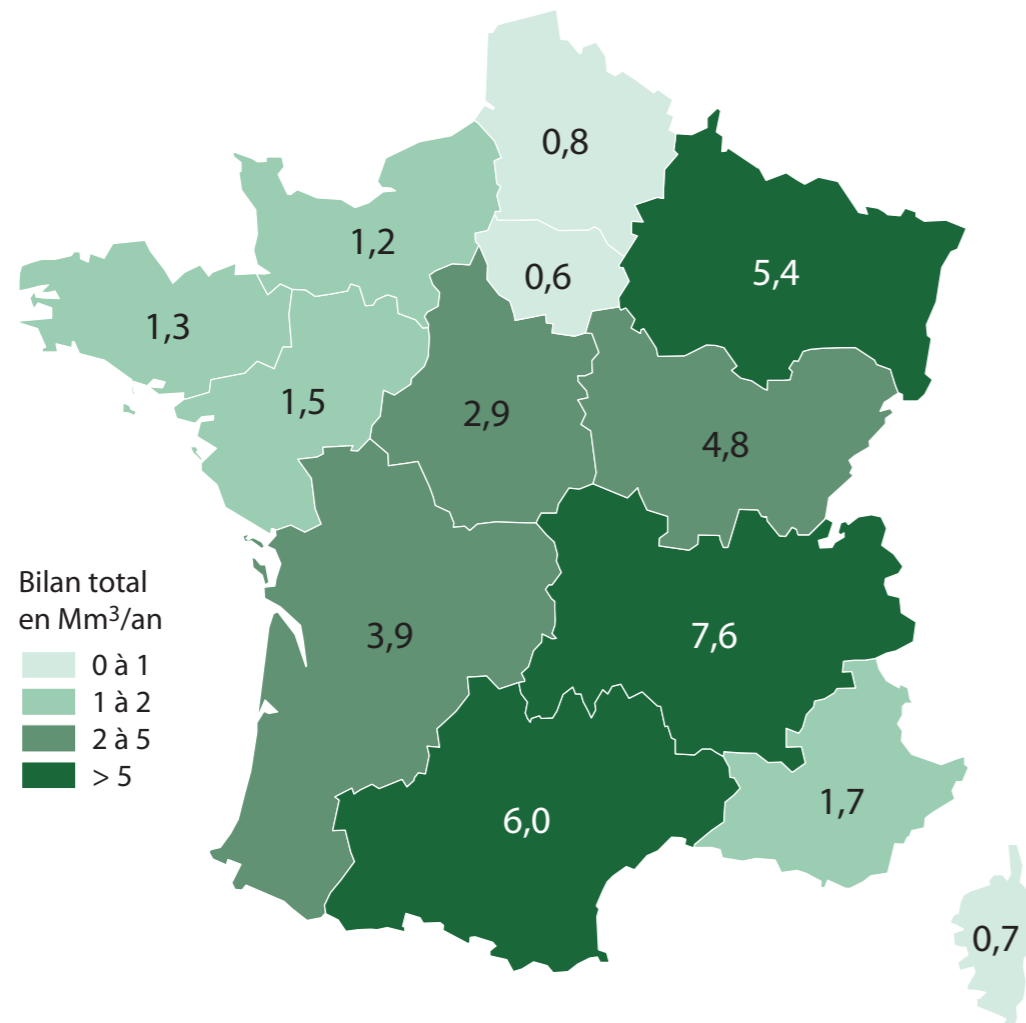 0,8
1,2
0,6
5,4
1,3
1,5
2,9
4,8
Bilan total
en Mm³/an
0 à 1
1 à 2
2 à 5
> 5
3,9
7,6
1,7
6,0
0,7